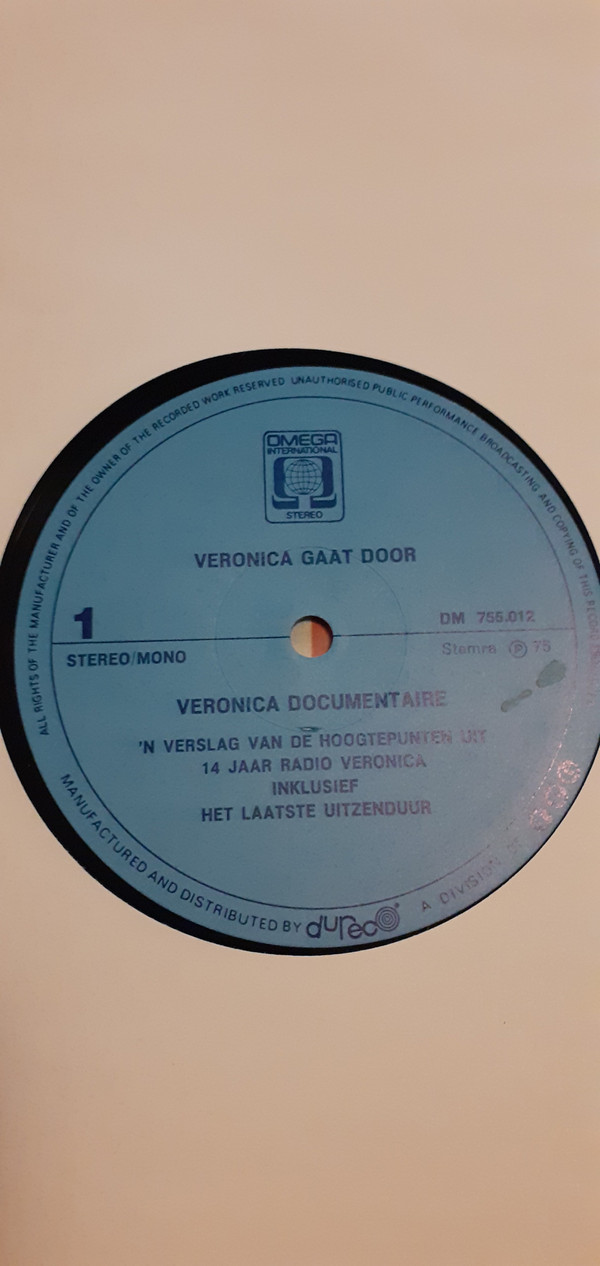 ALL RIGHTS OF THE MANUFACTURER AND OF THE OWNER OF THE RECORDED WORK RESERVED UNAUTHORISED PUBLIC PERFORMANCE BROADCASTING AND COPYING OF THIS RECORD
OMEGA
INTERNATIONAL
STEREO
VERONICA GAAT DOOR
1
DM 755.012
STEREO/MONO
Stemra Ⓟ 75
VERONICA DOCUMENTAIRE
'N VERSLAG VAN DE HOOGTEPUNTEN UIT
14 JAAR RADIO VERONICA
INKLUSIEF
HET LAATSTE UITZENDUUR
MANUFACTURED AND DISTRIBUTED BY dureco A DIVISION OF